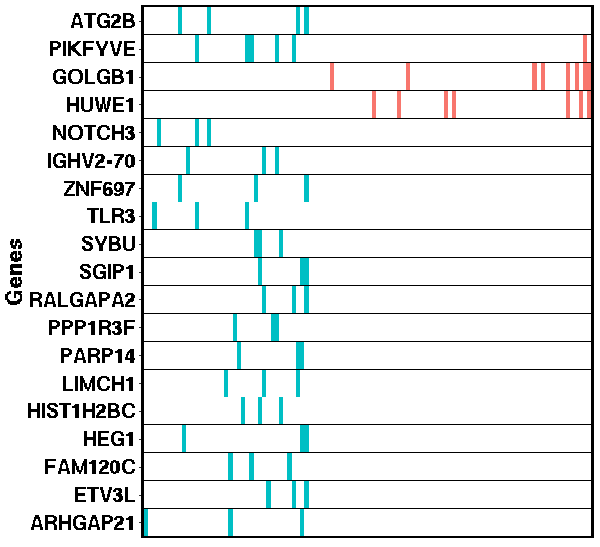 ATG2B
PIKFYVE
GOLGB1
HUWE1
NOTCH3
IGHV2-70
ZNF697
TLR3
SYBU
SGIP1
RALGAPA2
PPP1R3F
PARP14
LIMCH1
HIST1H2BC
HEG1
FAM120C
ETV3L
ARHGAP21
Genes